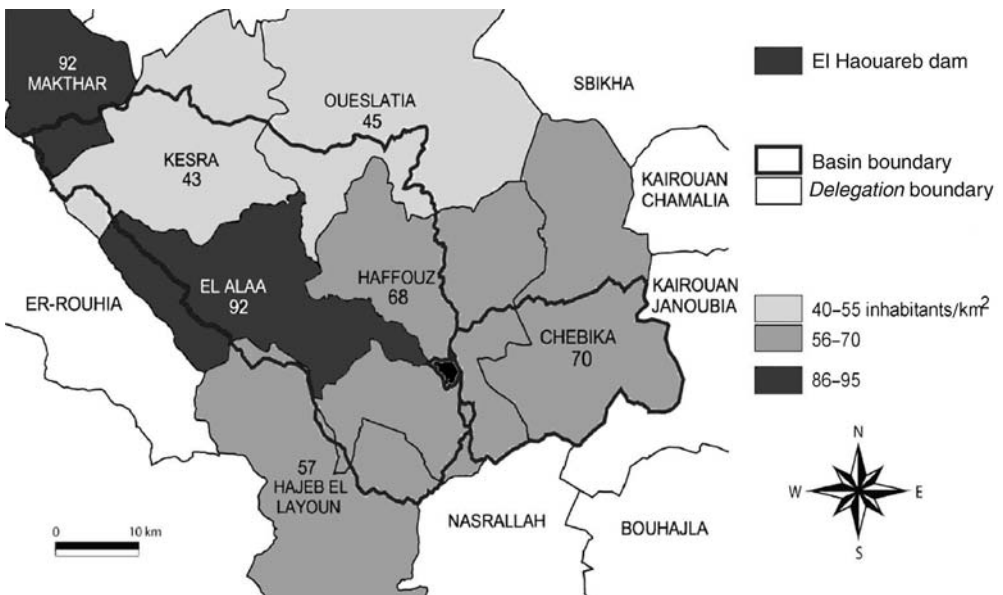 92
MAKTHAR
OUESLATIA
45
SBIKHA
KESRA
43
KAIROUAN
CHAMALIA
HAFFOUZ
68
EL ALAA
92
KAIROUAN
JANOUBIA
ER-ROUHIA
CHEBIKA
70
57
HAJEB EL
LAYOUN
NASRALLAH
BOUHAJLA
0 10 km
El Haouareb dam
Basin boundary
Delegation boundary
40–55 inhabitants/km²
56–70
86–95
N
W E
S